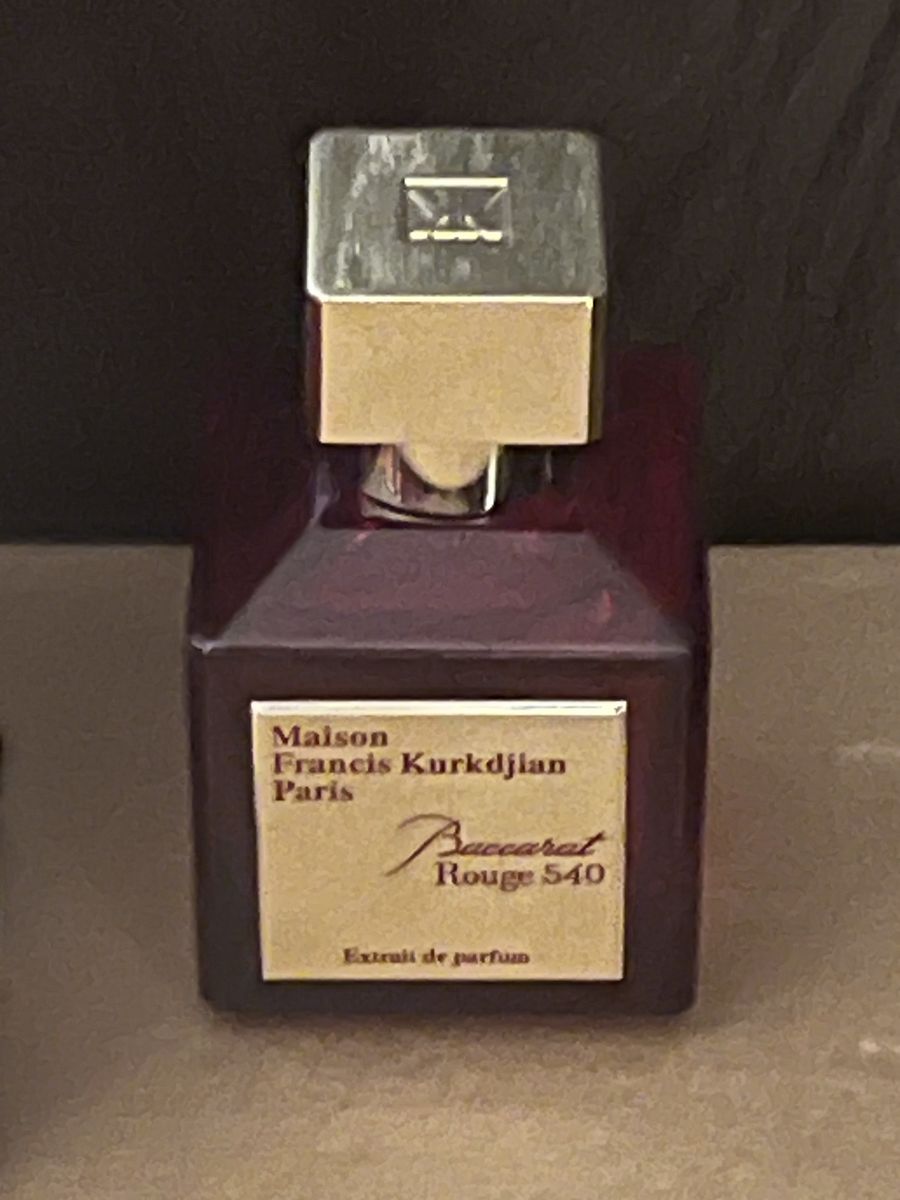 Maison
Francis Kurkdjian
Paris
Baccarat
Rouge 540
Extrait de parfum